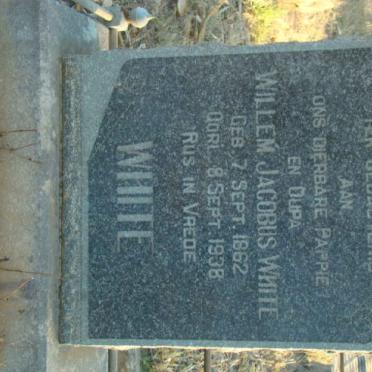 AAN
ONS DIERBARE PAPPIE
EN OUPA
WILLEM JACOBUS WHITE
GEB. 7 SEPT. 1862
OORL. 8 SEPT. 1938
RUS IN VREDE
WHITE